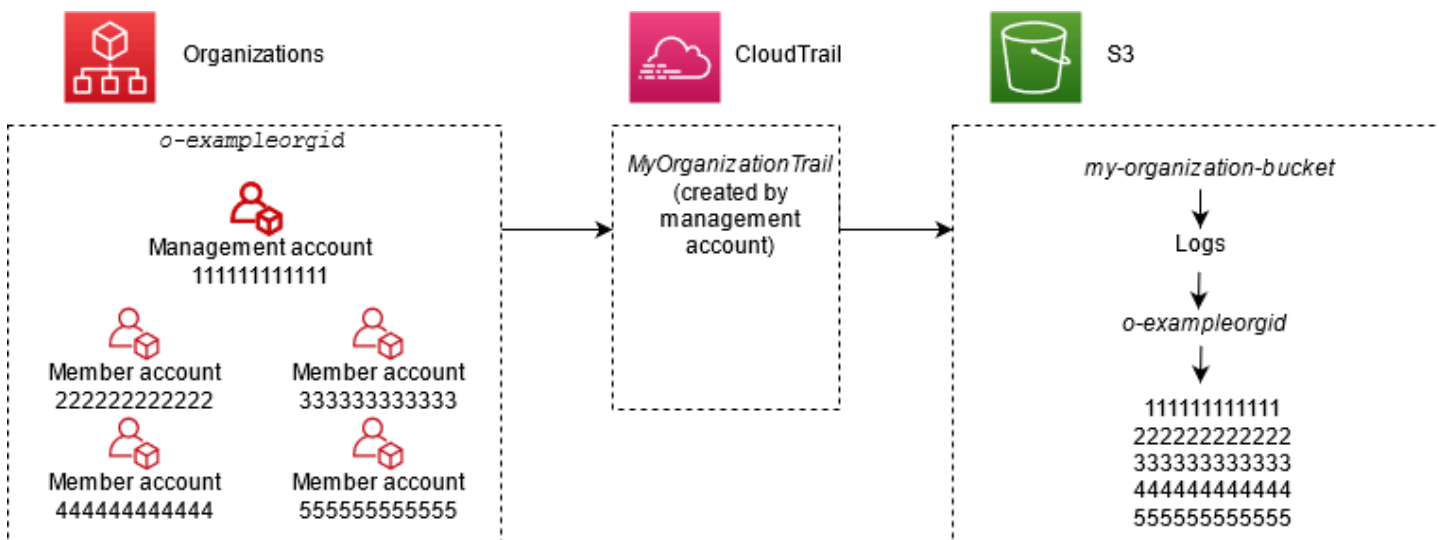 Organizations
CloudTrail
S3
o-exampleorgid
Management account
111111111111
Member account
222222222222
Member account
333333333333
Member account
444444444444
Member account
555555555555
MyOrganizationTrail
(created by
management
account)
my-organization-bucket
Logs
o-exampleorgid
111111111111
222222222222
333333333333
444444444444
555555555555